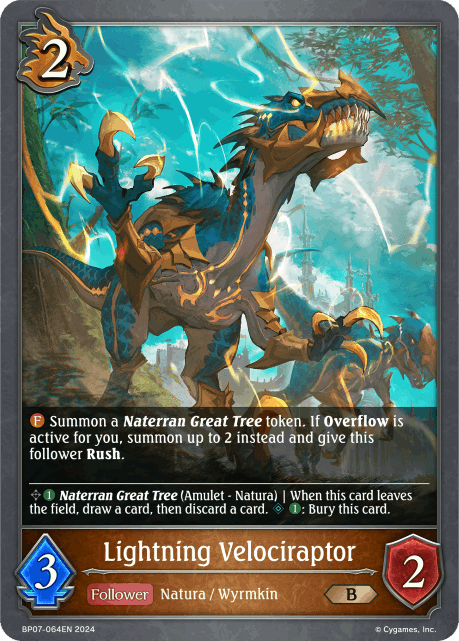 2
F Summon a Naterran Great Tree token. If Overflow is
active for you, summon up to 2 instead and give this
follower Rush.
1 Naterran Great Tree (Amulet - Natura) | When this card leaves
the field, draw a card, then discard a card. 1: Bury this card.
Lightning Velociraptor
3
Follower Natura / Wyrmkin
B
2
BP07-064EN 2024
© Cygames, Inc.